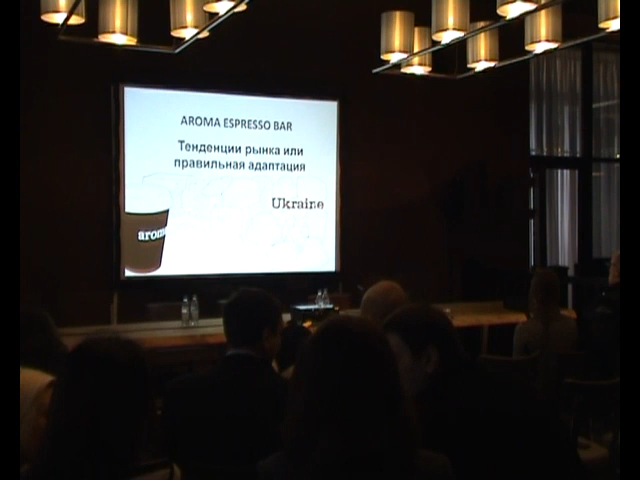 AROMA ESPRESSO BAR
Тенденции рынка или
правильная адаптация
Ukraine
aroma